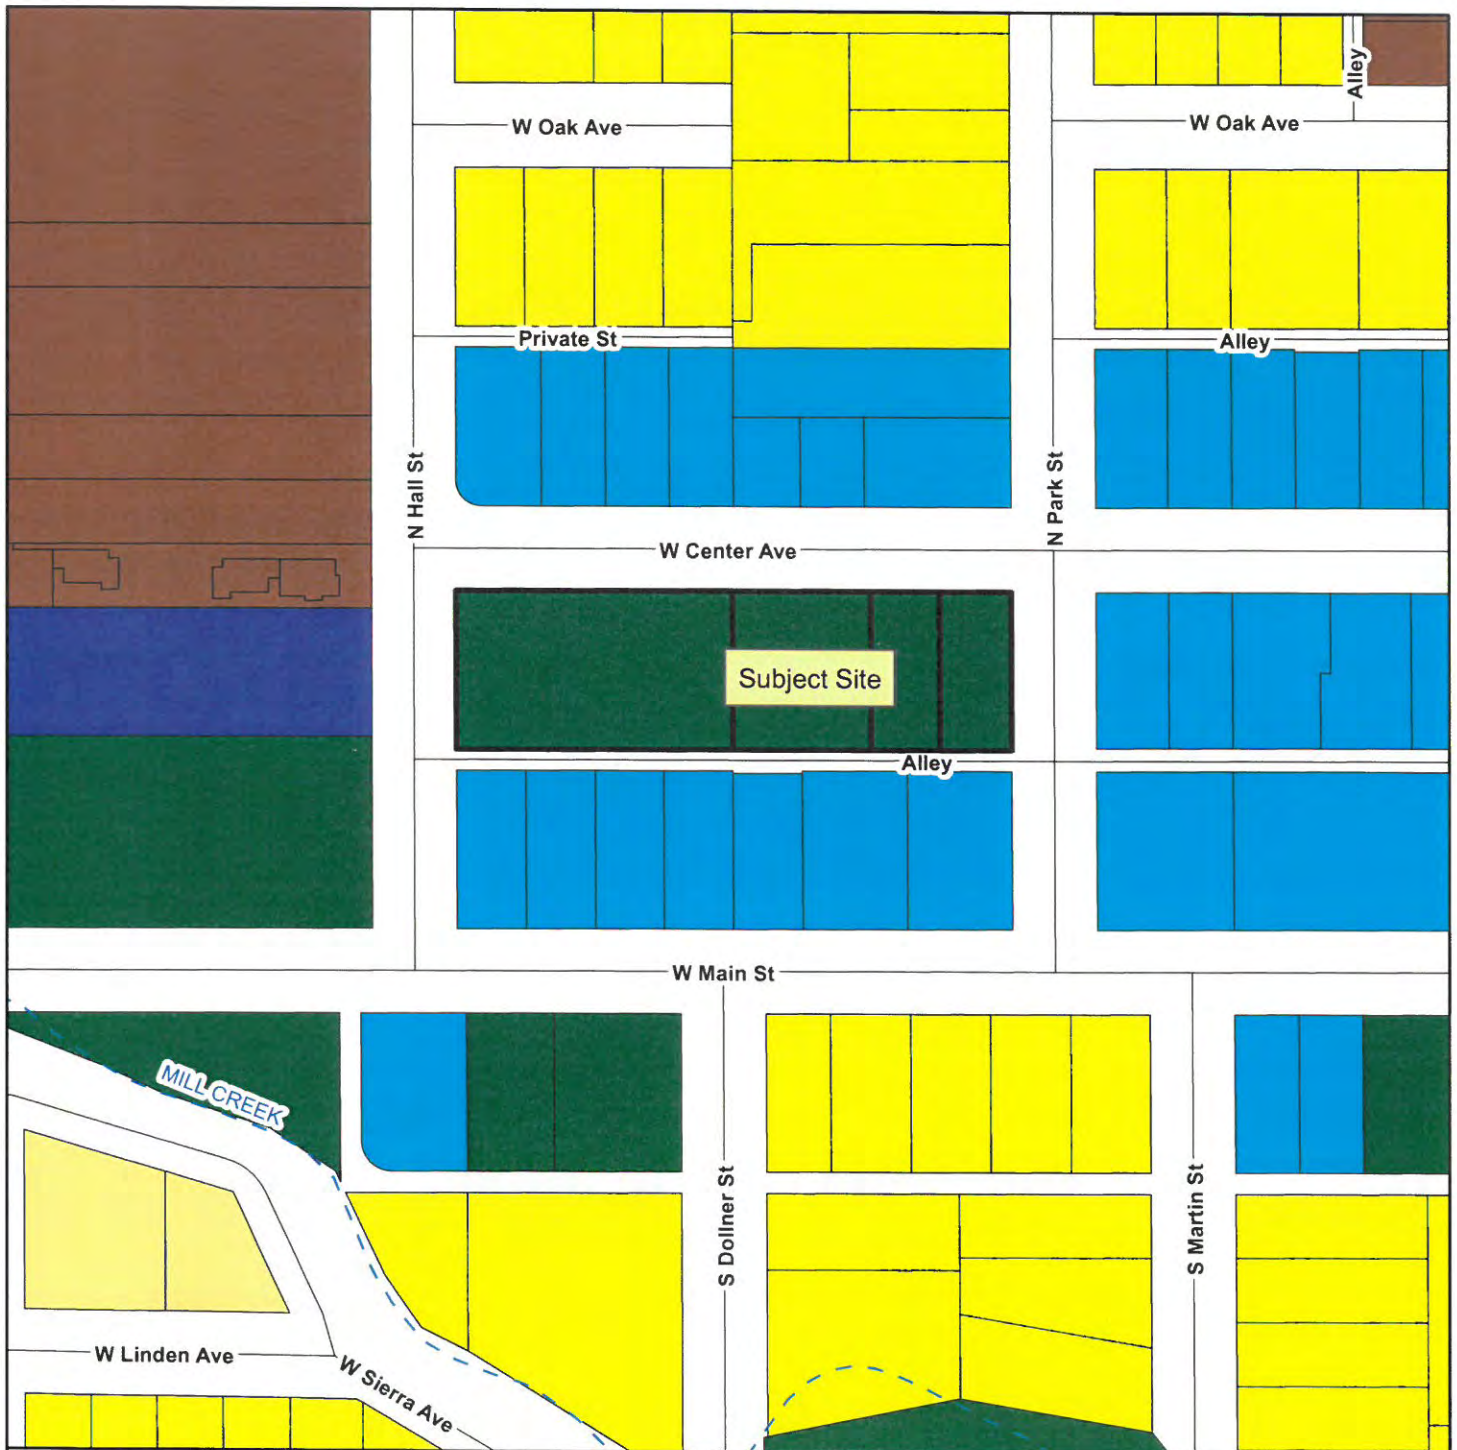 Alley
W Oak Ave
W Oak Ave
Private St
Alley
N Hall St
N Park St
W Center Ave
Subject Site
Alley
W Main St
MILL CREEK
S Dollner St
S Martin St
W Linden Ave
W Sierra Ave